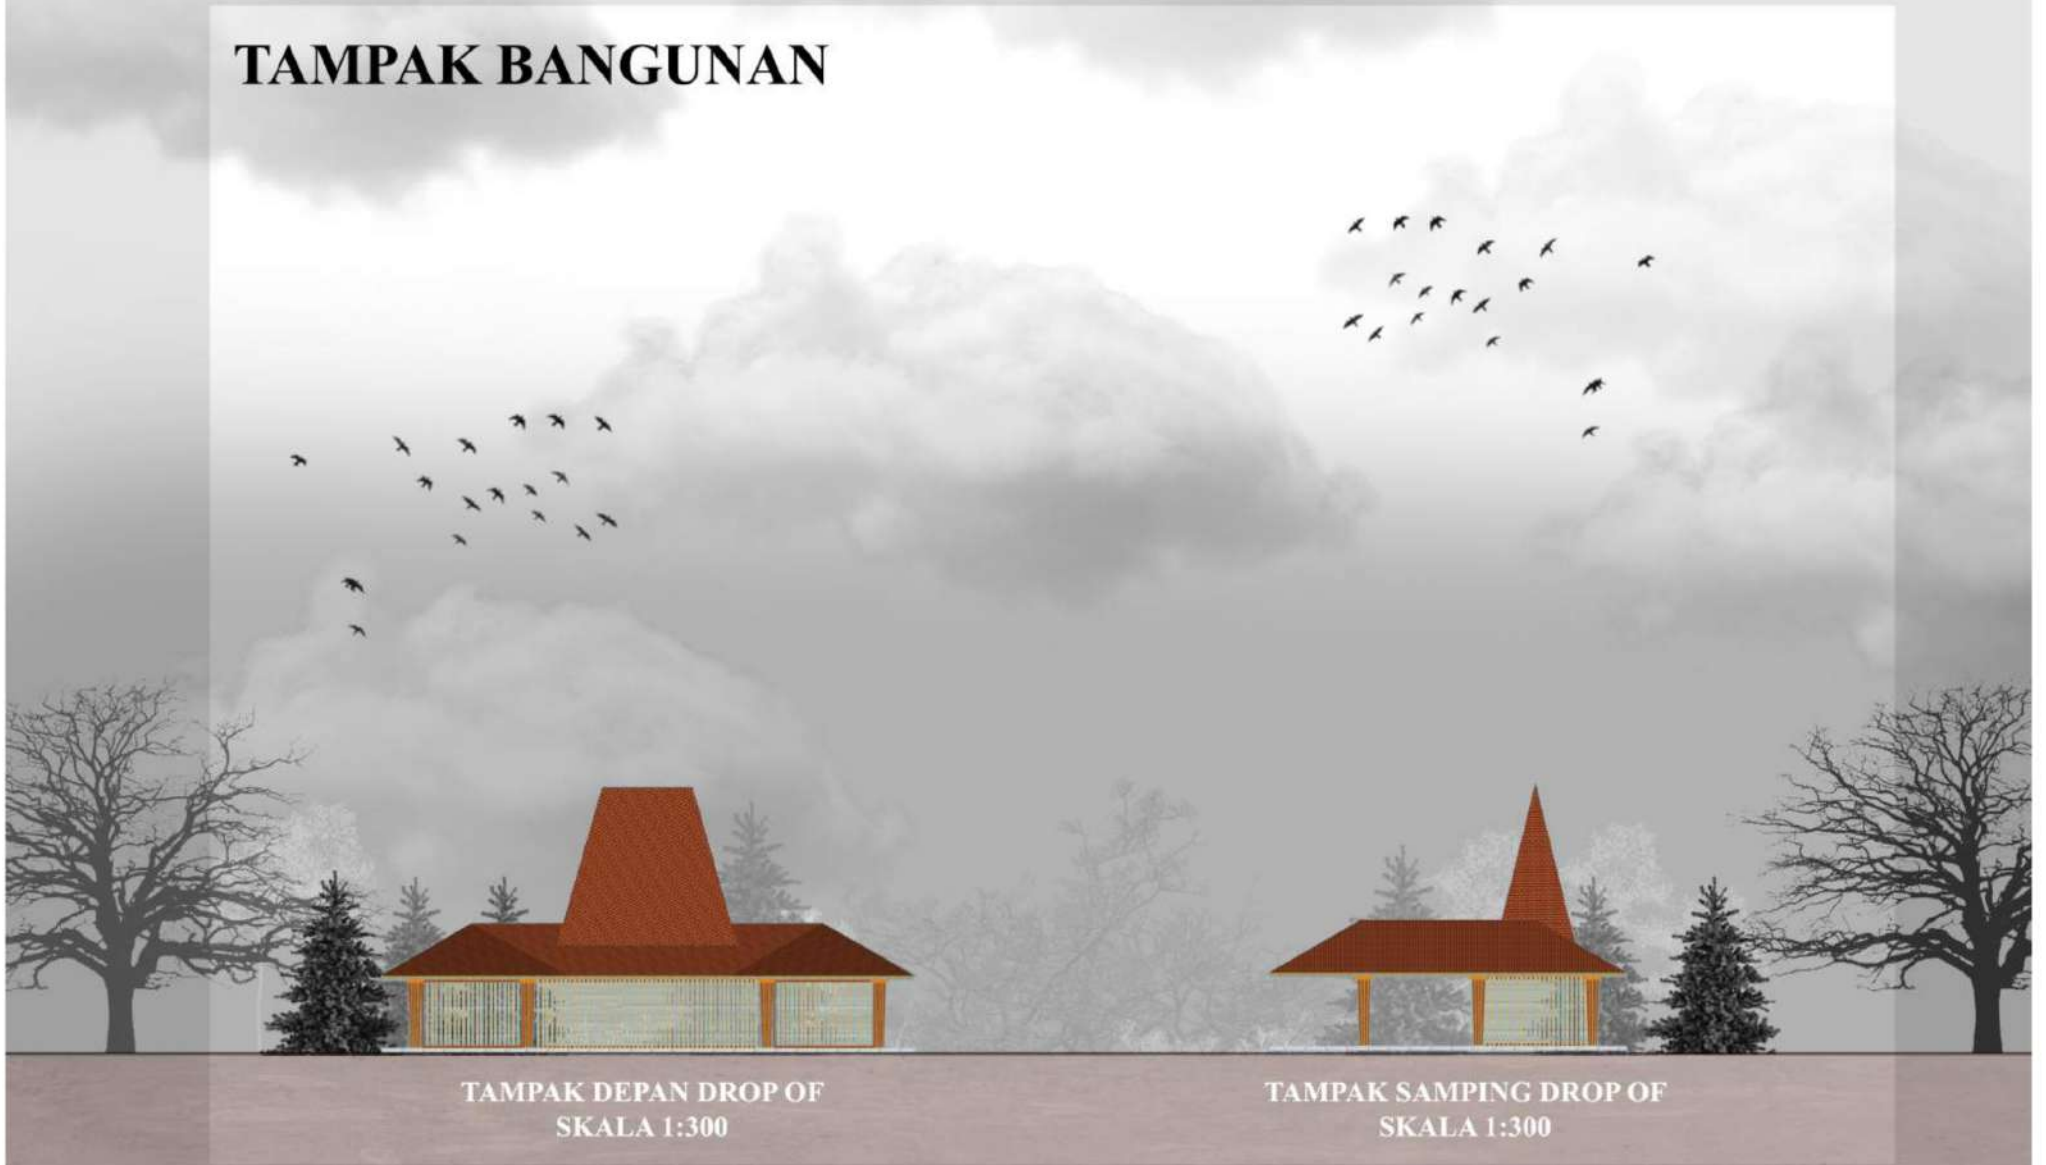 TAMPAK BANGUNAN
TAMPAK DEPAN DROP OF
SKALA 1:300
TAMPAK SAMPING DROP OF
SKALA 1:300